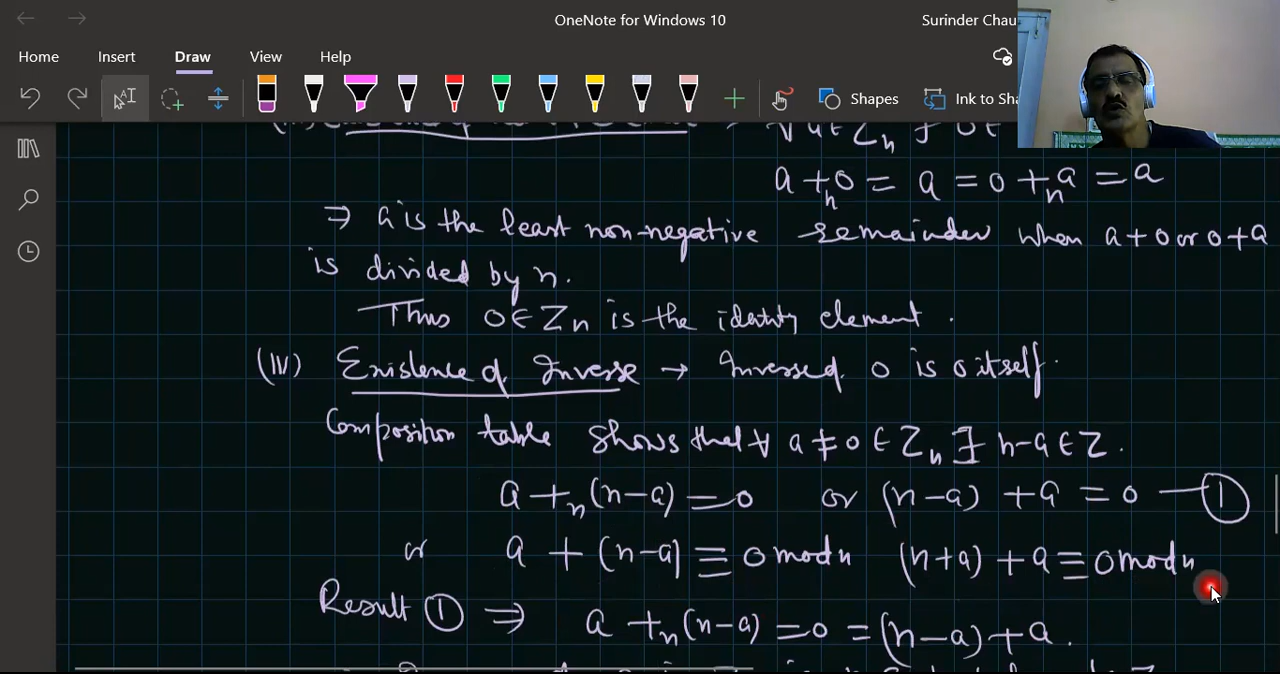 OneNote for Windows 10
Surinder Chau
Home Insert Draw View Help
Shapes Ink to Sha
a +ₙ 0 = a = 0 +ₙ a = a
⇒ a is the least non-negative remainder when a+0 or 0+a
is divided by n.
Thus 0 ∈ Zₙ is the identity element.
(IV) Existence of Inverse → Inverse of 0 is 0 itself.
Composition table shows that ∀ a ≠ 0 ∈ Zₙ ∃ n-a ∈ Z.
a +ₙ (n-a) = 0 or (n-a) + a = 0 — ①
or a + (n-a) ≡ 0 mod n (n+a) + a ≡ 0 mod n
Result ① ⇒ a +ₙ (n-a) = 0 = (n-a) + a.